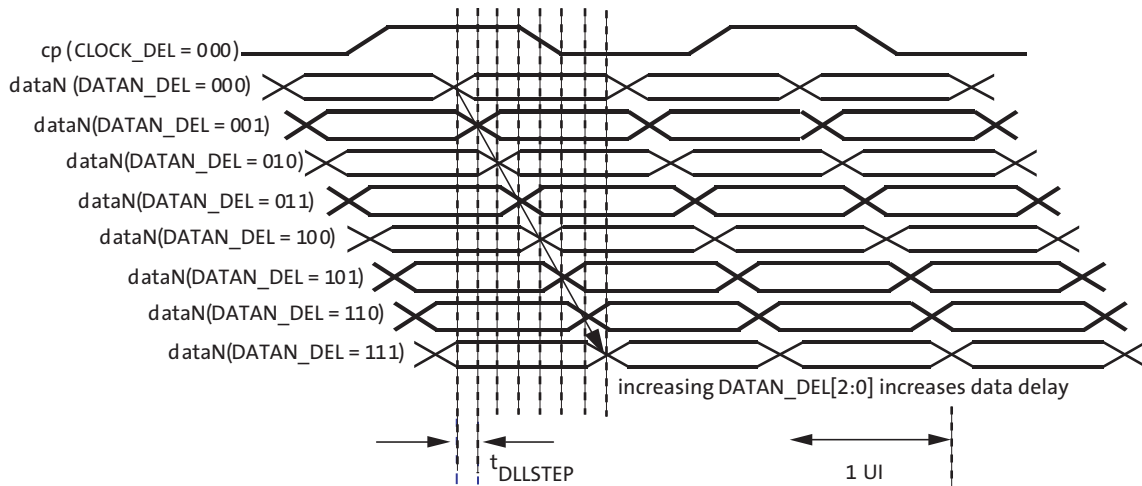 cp (CLOCK_DEL = 000)
dataN (DATAN_DEL = 000)
dataN(DATAN_DEL = 001)
dataN(DATAN_DEL = 010)
dataN(DATAN_DEL = 011)
dataN(DATAN_DEL = 100)
dataN(DATAN_DEL = 101)
dataN(DATAN_DEL = 110)
dataN(DATAN_DEL = 111)
increasing DATAN_DEL[2:0] increases data delay
tDLLSTEP
1 UI